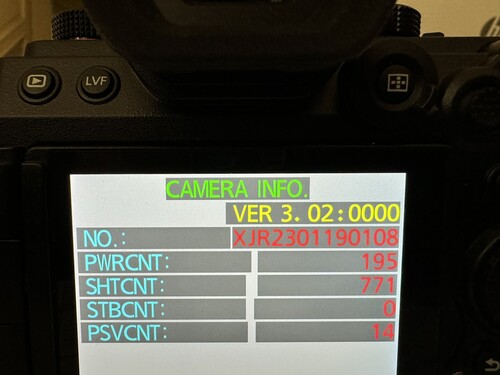 LVF
CAMERA INFO.
VER 3. 02:0000
NO.: XJR2301190108
PWRCNT: 195
SHTCNT: 771
STBCNT: 0
PSVCNT: 14